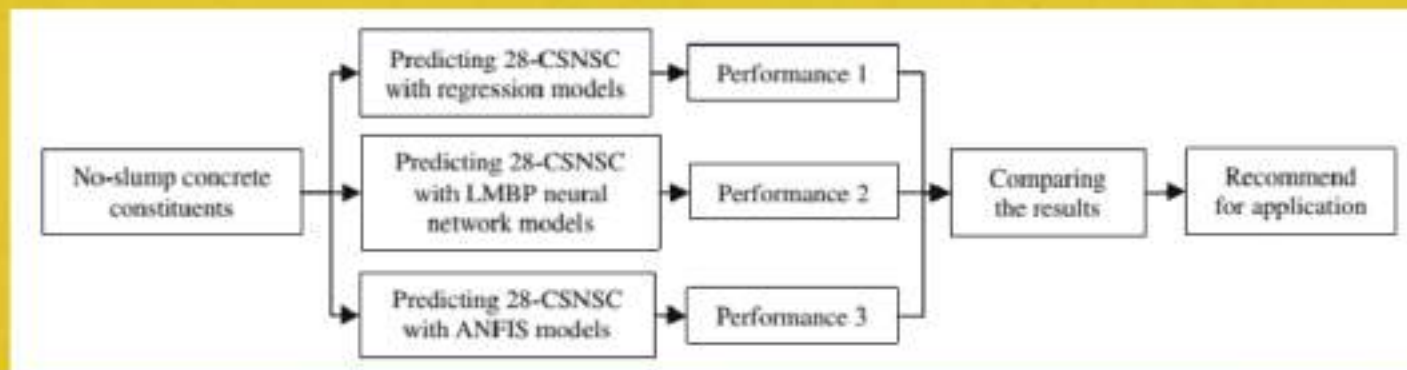 No-slump concrete
constituents
Predicting 28-CSNSC
with regression models
Performance 1
Predicting 28-CSNSC
with LMBP neural
network models
Performance 2
Predicting 28-CSNSC
with ANFIS models
Performance 3
Comparing
the results
Recommend
for application